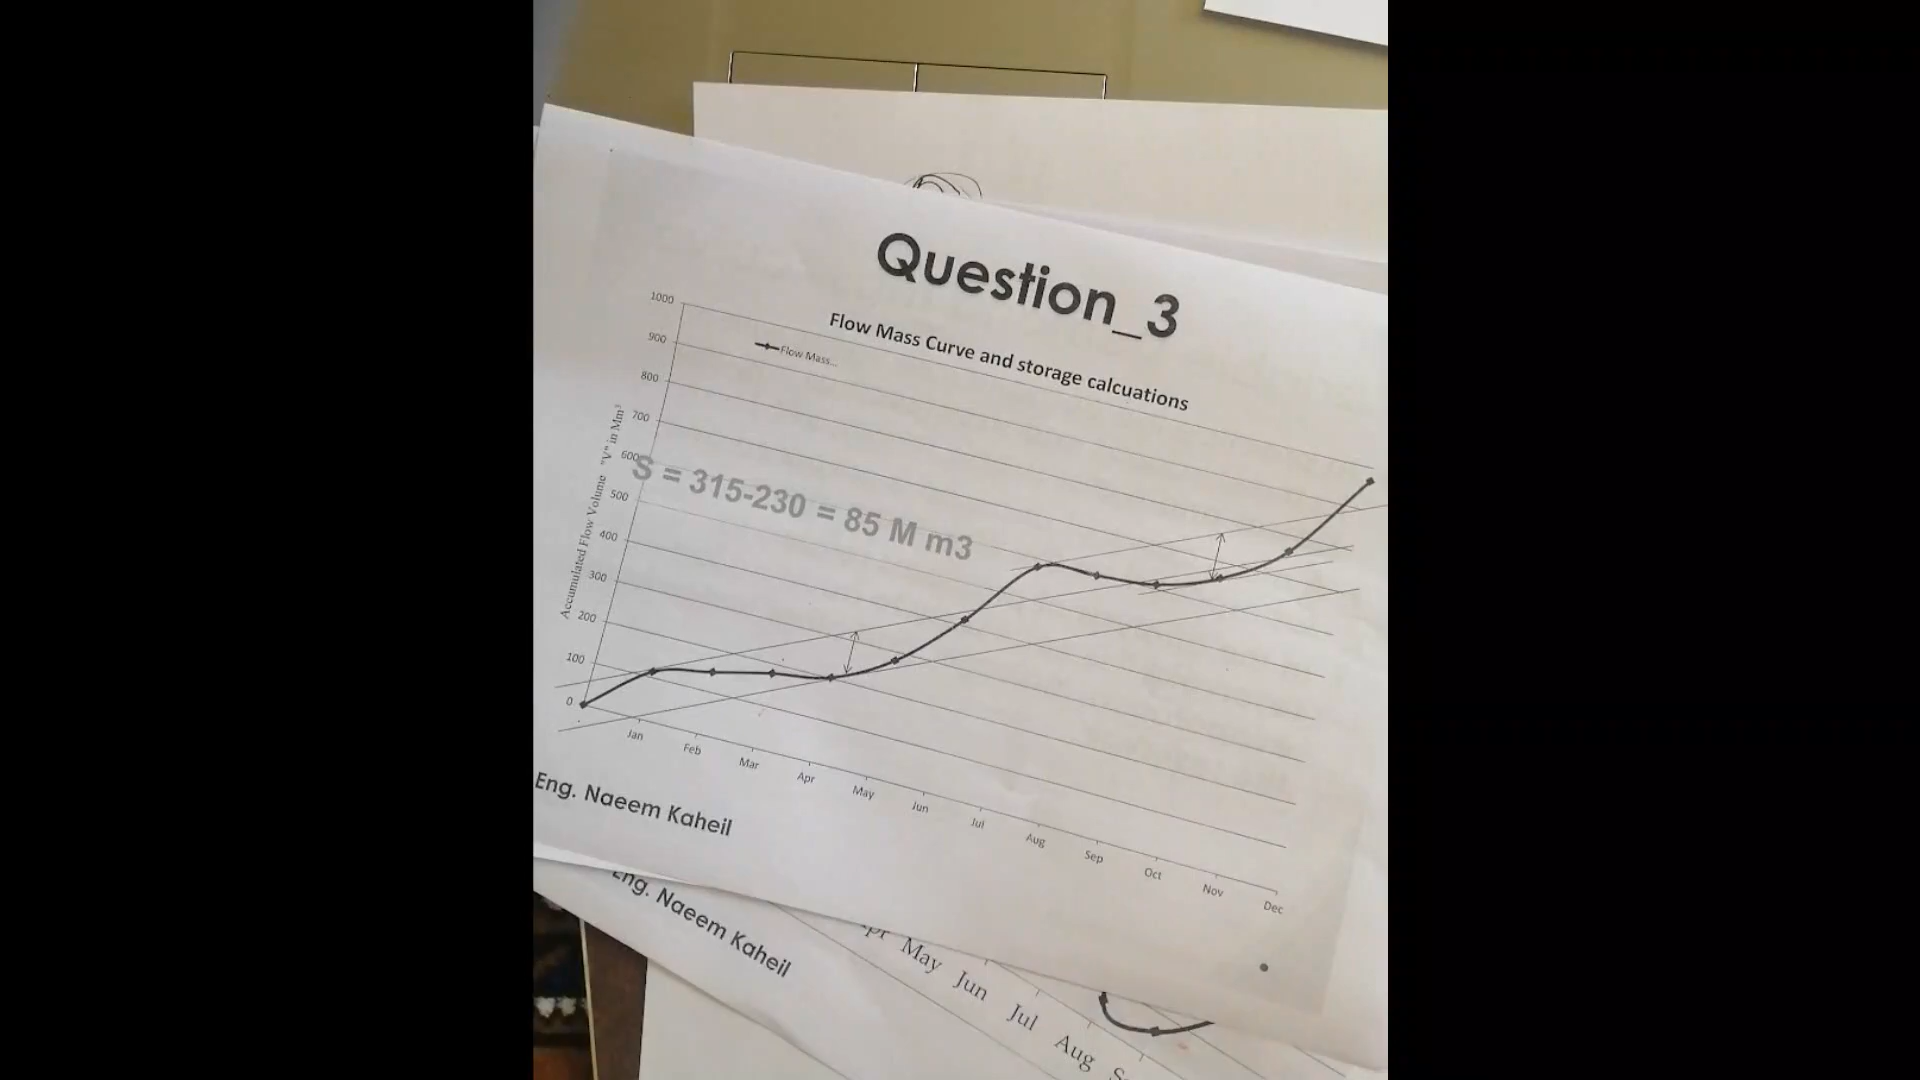 Question_3
Flow Mass Curve and storage calcuations
Flow Mass...
1000
900
800
700
600
500
400
300
200
100
0
Accumulated Flow Volume "V" in Mm³
S = 315-230 = 85 M m3
Jan
Feb
Mar
Apr
May
Jun
Jul
Aug
Sep
Oct
Nov
Dec
Eng. Naeem Kaheil
Eng. Naeem Kaheil
May
Jun
Jul
Aug